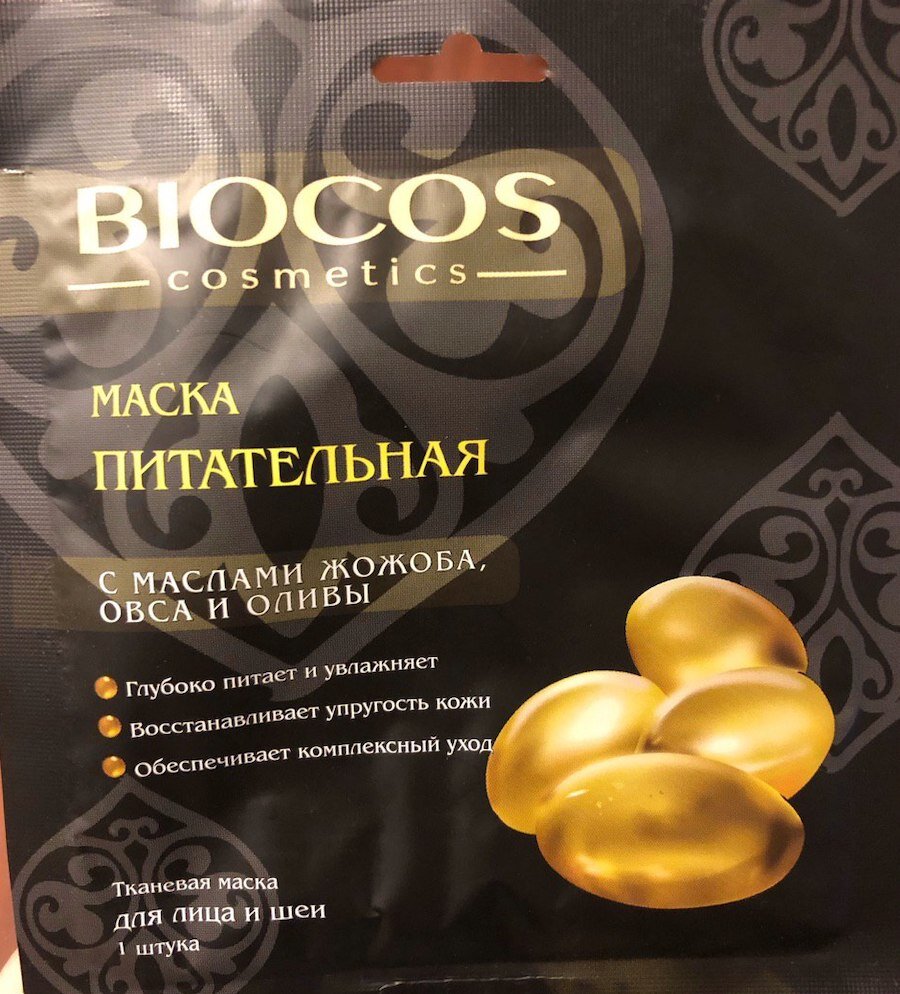 BIOCOS
cosmetics
МАСКА
ПИТАТЕЛЬНАЯ
С МАСЛАМИ ЖОЖОБА,
ОВСА И ОЛИВЫ
Глубоко питает и увлажняет
Восстанавливает упругость кожи
Обеспечивает комплексный уход
Тканевая маска
для лица и шеи
1 штука